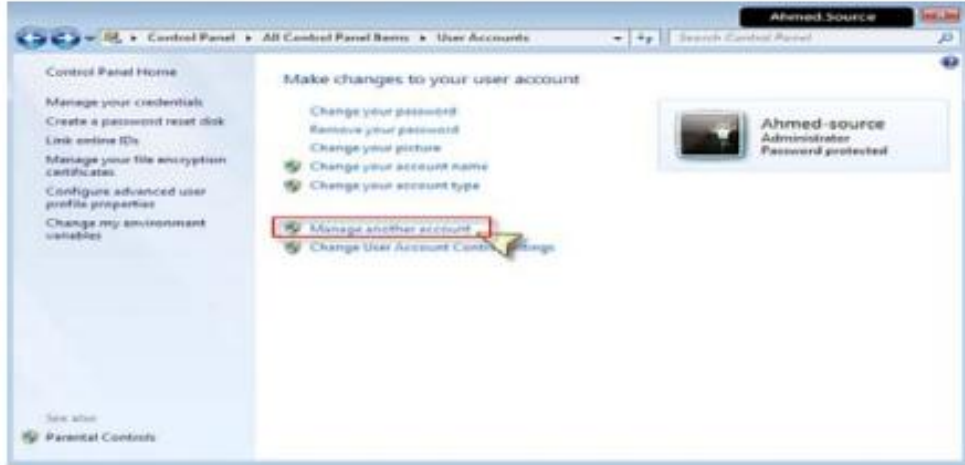 Ahmed.Source
Control Panel ▸ All Control Panel Items ▸ User Accounts
Search Control Panel
Control Panel Home
Manage your credentials
Create a password reset disk
Link online IDs
Manage your file encryption
certificates
Configure advanced user
profile properties
Change my environment
variables
See also
Parental Controls
Make changes to your user account
Change your password
Remove your password
Change your picture
Change your account name
Change your account type
Manage another account
Change User Account Control
Ahmed-source
Administrator
Password protected